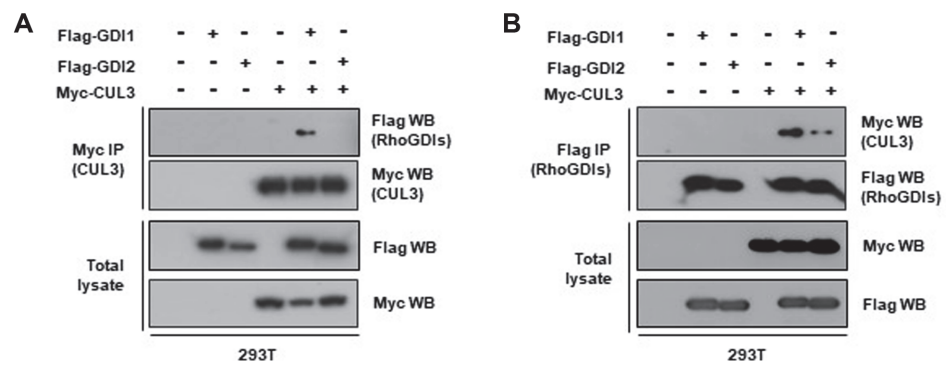 A
Flag-GDI1 - + - - + -
Flag-GDI2 - - + - - +
Myc-CUL3 - - - + + +
Myc IP
(CUL3)
Flag WB
(RhoGDIs)
Myc WB
(CUL3)
Total
lysate
Flag WB
Myc WB
293T
B
Flag-GDI1 - + - - + -
Flag-GDI2 - - + - - +
Myc-CUL3 - - - + + +
Flag IP
(RhoGDIs)
Myc WB
(CUL3)
Flag WB
(RhoGDIs)
Total
lysate
Myc WB
Flag WB
293T